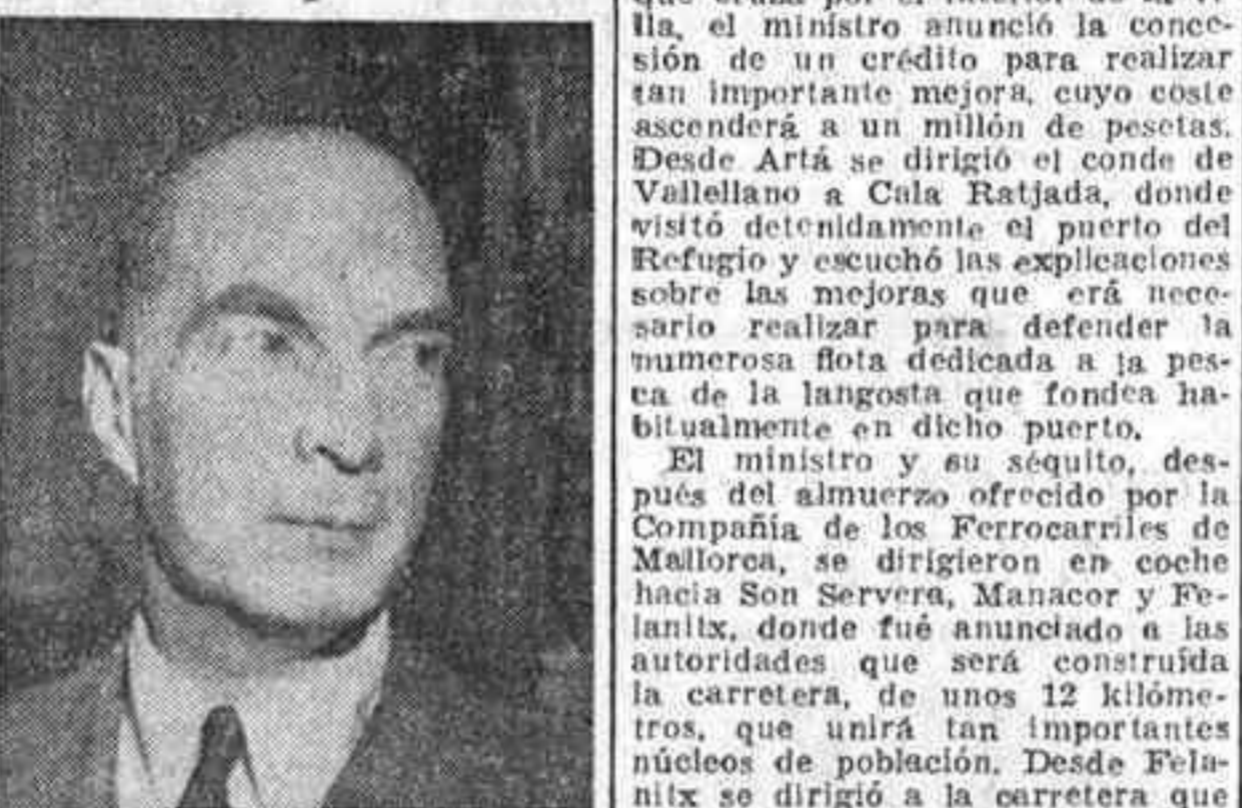 lla, el ministro anunció la conce-
sión de un crédito para realizar
tan importante mejora, cuyo coste
ascenderá a un millón de pesetas.
Desde Artá se dirigió el conde de
Vallellano a Cala Ratjada, donde
visitó detenidamente el puerto del
Refugio y escuchó las explicaciones
sobre las mejoras que erá nece-
sario realizar para defender la
numerosa flota dedicada a la pes-
ca de la langosta que fondea ha-
bitualmente en dicho puerto.
El ministro y su séquito, des-
pués del almuerzo ofrecido por la
Compañía de los Ferrocarriles de
Mallorca, se dirigieron en coche
hacia Son Servera, Manacor y Fe-
lanitx, donde fué anunciado a las
autoridades que será construída
la carretera, de unos 12 kilóme-
tros, que unirá tan importantes
núcleos de población. Desde Fela-
nitx se dirigió a la carretera que